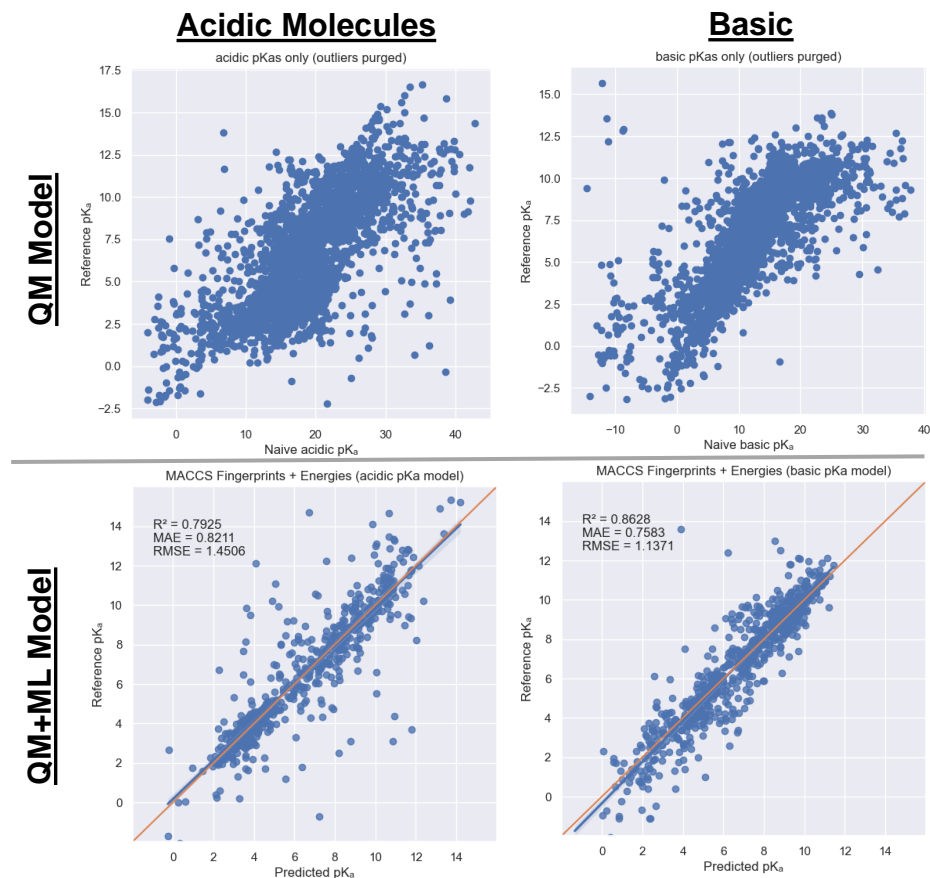 Acidic Molecules
Basic
QM Model
acidic pKas only (outliers purged)
Reference pKₐ
17.5
15.0
12.5
10.0
7.5
5.0
2.5
0.0
−2.5
0 10 20 30 40
Naive acidic pKₐ
basic pKas only (outliers purged)
Reference pKₐ
15.0
12.5
10.0
7.5
5.0
2.5
0.0
−2.5
−10 0 10 20 30 40
Naive basic pKₐ
QM+ML Model
MACCS Fingerprints + Energies (acidic pKa model)
R² = 0.7925
MAE = 0.8211
RMSE = 1.4506
Reference pKₐ
14
12
10
8
6
4
2
0
0 2 4 6 8 10 12 14
Predicted pKₐ
MACCS Fingerprints + Energies (basic pKa model)
R² = 0.8628
MAE = 0.7583
RMSE = 1.1371
Reference pKₐ
14
12
10
8
6
4
2
0
0 2 4 6 8 10 12 14
Predicted pKₐ